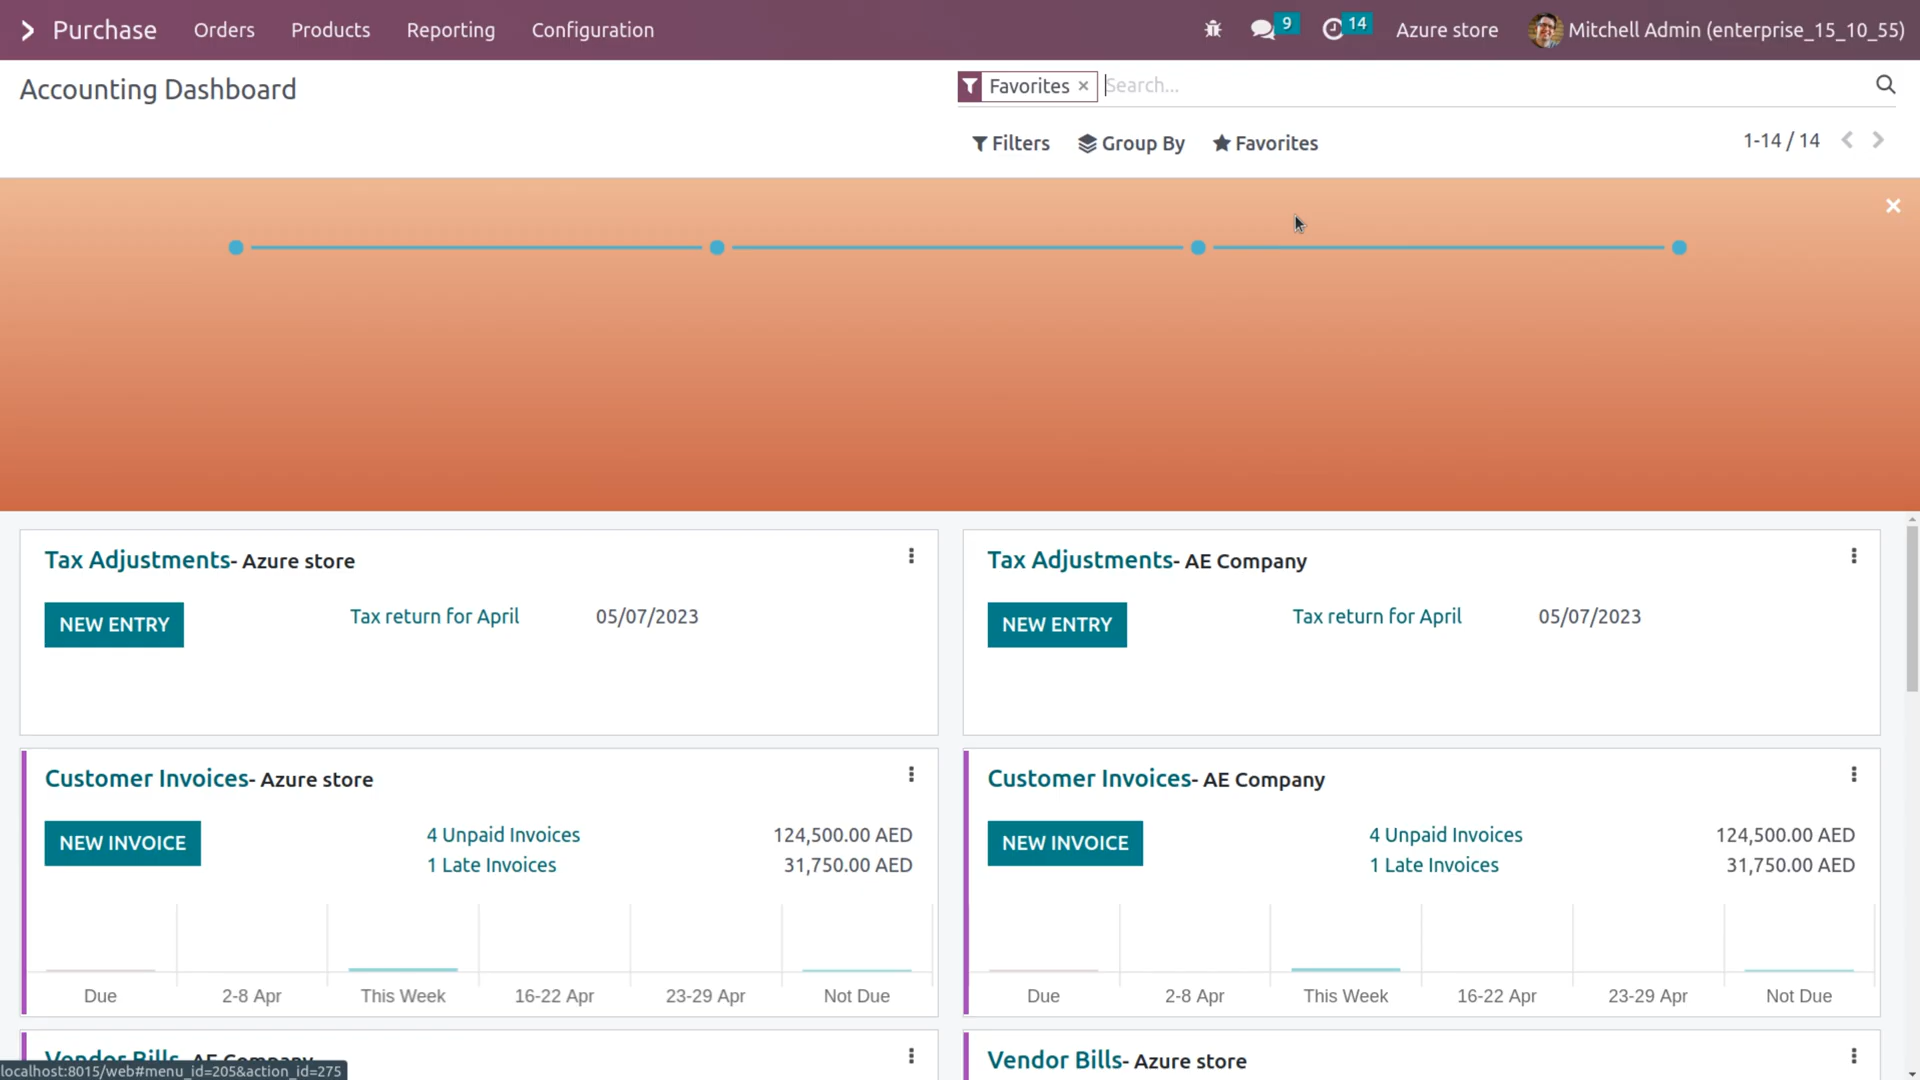 Purchase Orders Products Reporting Configuration 9 14 Azure store Mitchell Admin (enterprise_15_10_55)
Accounting Dashboard
Favorites × Search...
Filters Group By Favorites 1-14 / 14
Tax Adjustments- Azure store
NEW ENTRY Tax return for April 05/07/2023
Tax Adjustments- AE Company
NEW ENTRY Tax return for April 05/07/2023
Customer Invoices- Azure store
NEW INVOICE 4 Unpaid Invoices 124,500.00 AED
1 Late Invoices 31,750.00 AED
Due 2-8 Apr This Week 16-22 Apr 23-29 Apr Not Due
Customer Invoices- AE Company
NEW INVOICE 4 Unpaid Invoices 124,500.00 AED
1 Late Invoices 31,750.00 AED
Due 2-8 Apr This Week 16-22 Apr 23-29 Apr Not Due
Vendor Bills- AE Company
Vendor Bills- Azure store
localhost:8015/web#menu_id=205&action_id=275